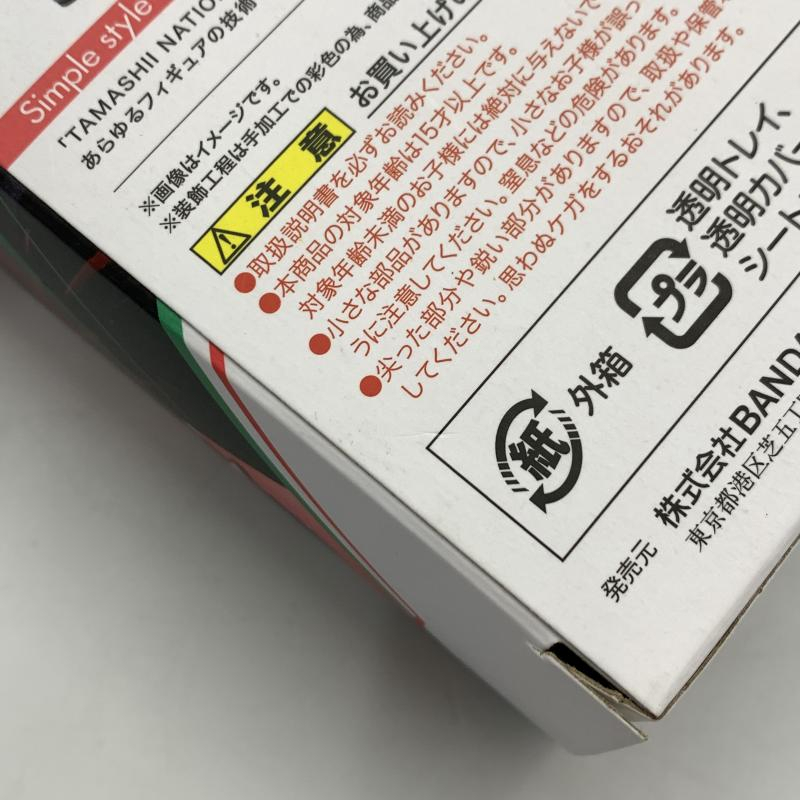 Simple style
「TAMASHII NATION
あらゆるフィギュアの技術
※画像はイメージです。
※装飾工程は手加工での彩色の為、商品
お買い上げい
注意
●取扱説明書を必ずお読みください。
●本商品の対象年齢は15才以上です。
対象年齢未満のお子様には絶対に与えないで
●小さな部品がありますので、小さなお子様が誤っ
うに注意してください。窒息などの危険があります。
●尖った部分や鋭い部分がありますので、取扱や保管
してください。思わぬケガをするおそれがあります。
紙
外箱
プラ
透明トレイ、
透明カバー
シート
発売元
株式会社BANDA
東京都港区芝五丁